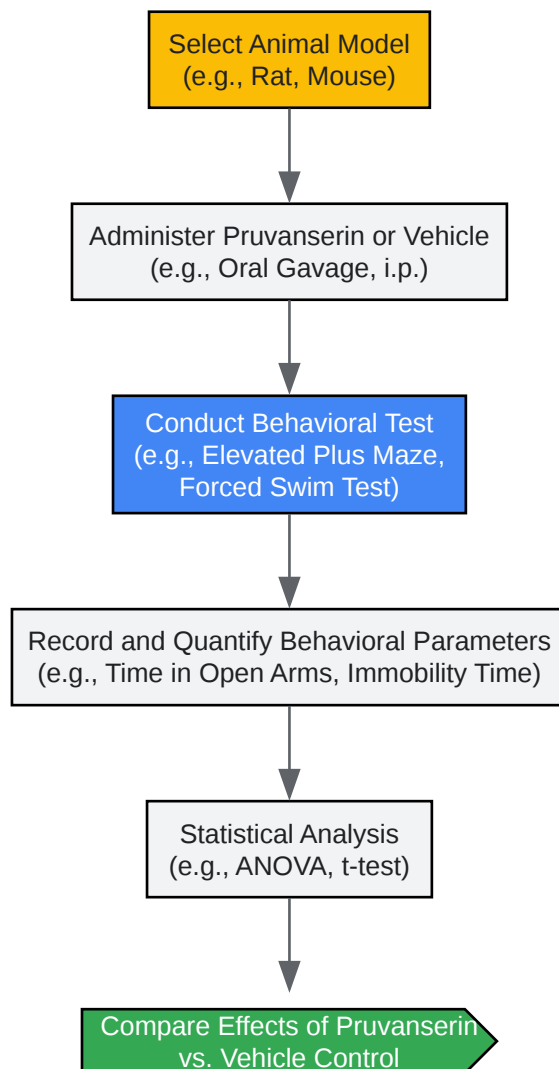 Select Animal Model
(e.g., Rat, Mouse)
Administer Pruvanserin or Vehicle
(e.g., Oral Gavage, i.p.)
Conduct Behavioral Test
(e.g., Elevated Plus Maze,
Forced Swim Test)
Record and Quantify Behavioral Parameters
(e.g., Time in Open Arms, Immobility Time)
Statistical Analysis
(e.g., ANOVA, t-test)
Compare Effects of Pruvanserin
vs. Vehicle Control